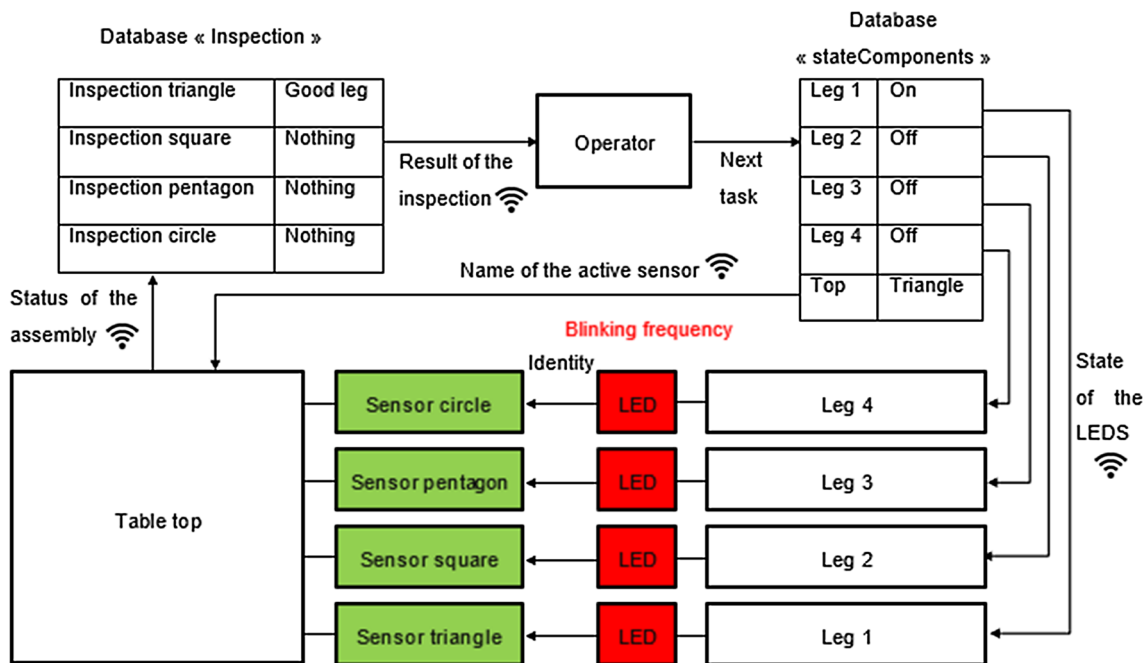 Database « Inspection »
Database
« stateComponents »
Inspection triangle Good leg
Inspection square Nothing
Inspection pentagon Nothing
Inspection circle Nothing
Result of the
inspection
Operator
Next
task
Leg 1 On
Leg 2 Off
Leg 3 Off
Leg 4 Off
Top Triangle
Name of the active sensor
Status of the
assembly
Blinking frequency
Identity
State
of the
LEDS
Table top
Sensor circle LED Leg 4
Sensor pentagon LED Leg 3
Sensor square LED Leg 2
Sensor triangle LED Leg 1